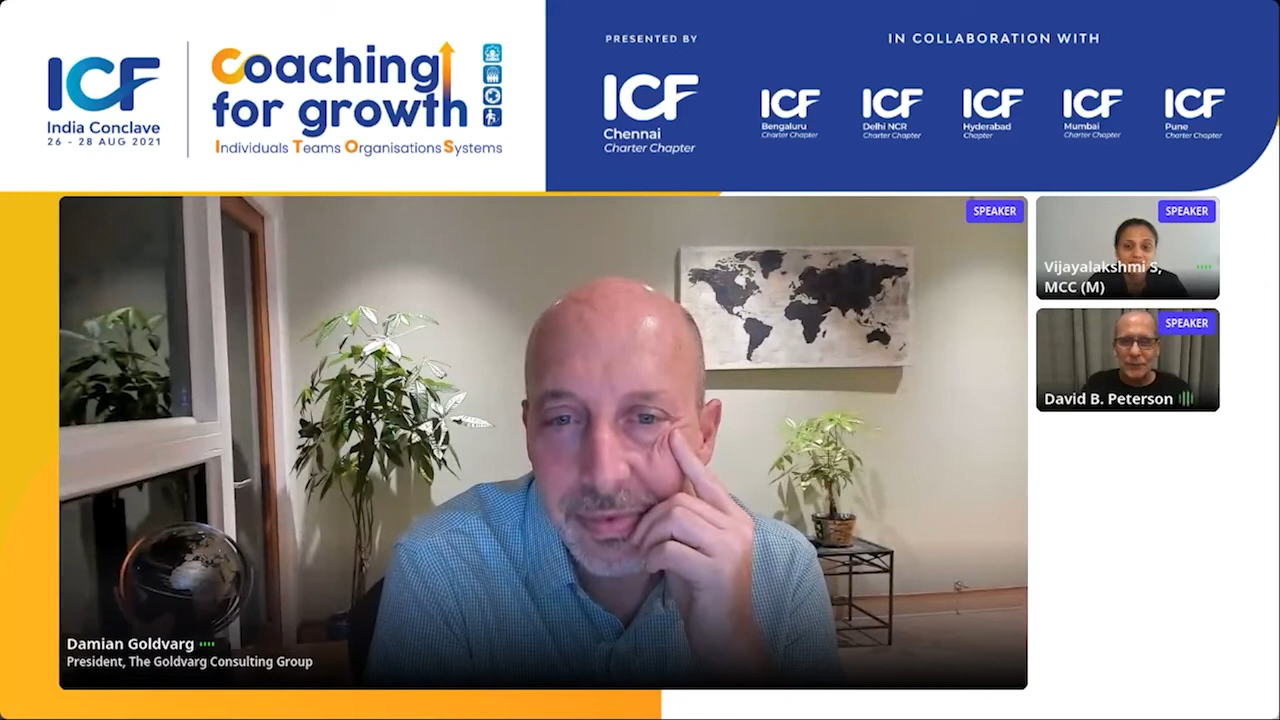 ICF
India Conclave
26 - 28 AUG 2021
Coaching
for growth
Individuals Teams Organisations Systems
PRESENTED BY
ICF
Chennai
Charter Chapter
IN COLLABORATION WITH
ICF
Bengaluru
Charter Chapter
ICF
Delhi NCR
Charter Chapter
ICF
Hyderabad
Chapter
ICF
Mumbai
Charter Chapter
ICF
Pune
Charter Chapter
SPEAKER
Damian Goldvarg
President, The Goldvarg Consulting Group
SPEAKER
Vijayalakshmi S,
MCC (M)
SPEAKER
David B. Peterson